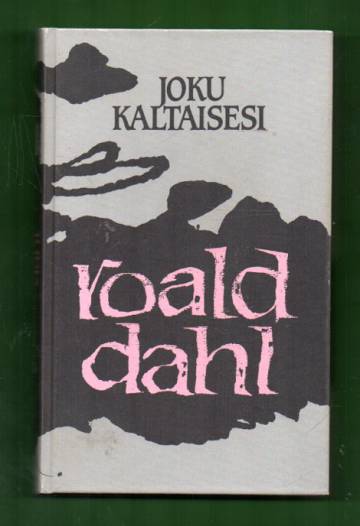 JOKU
KALTAISESI
roald
dahl